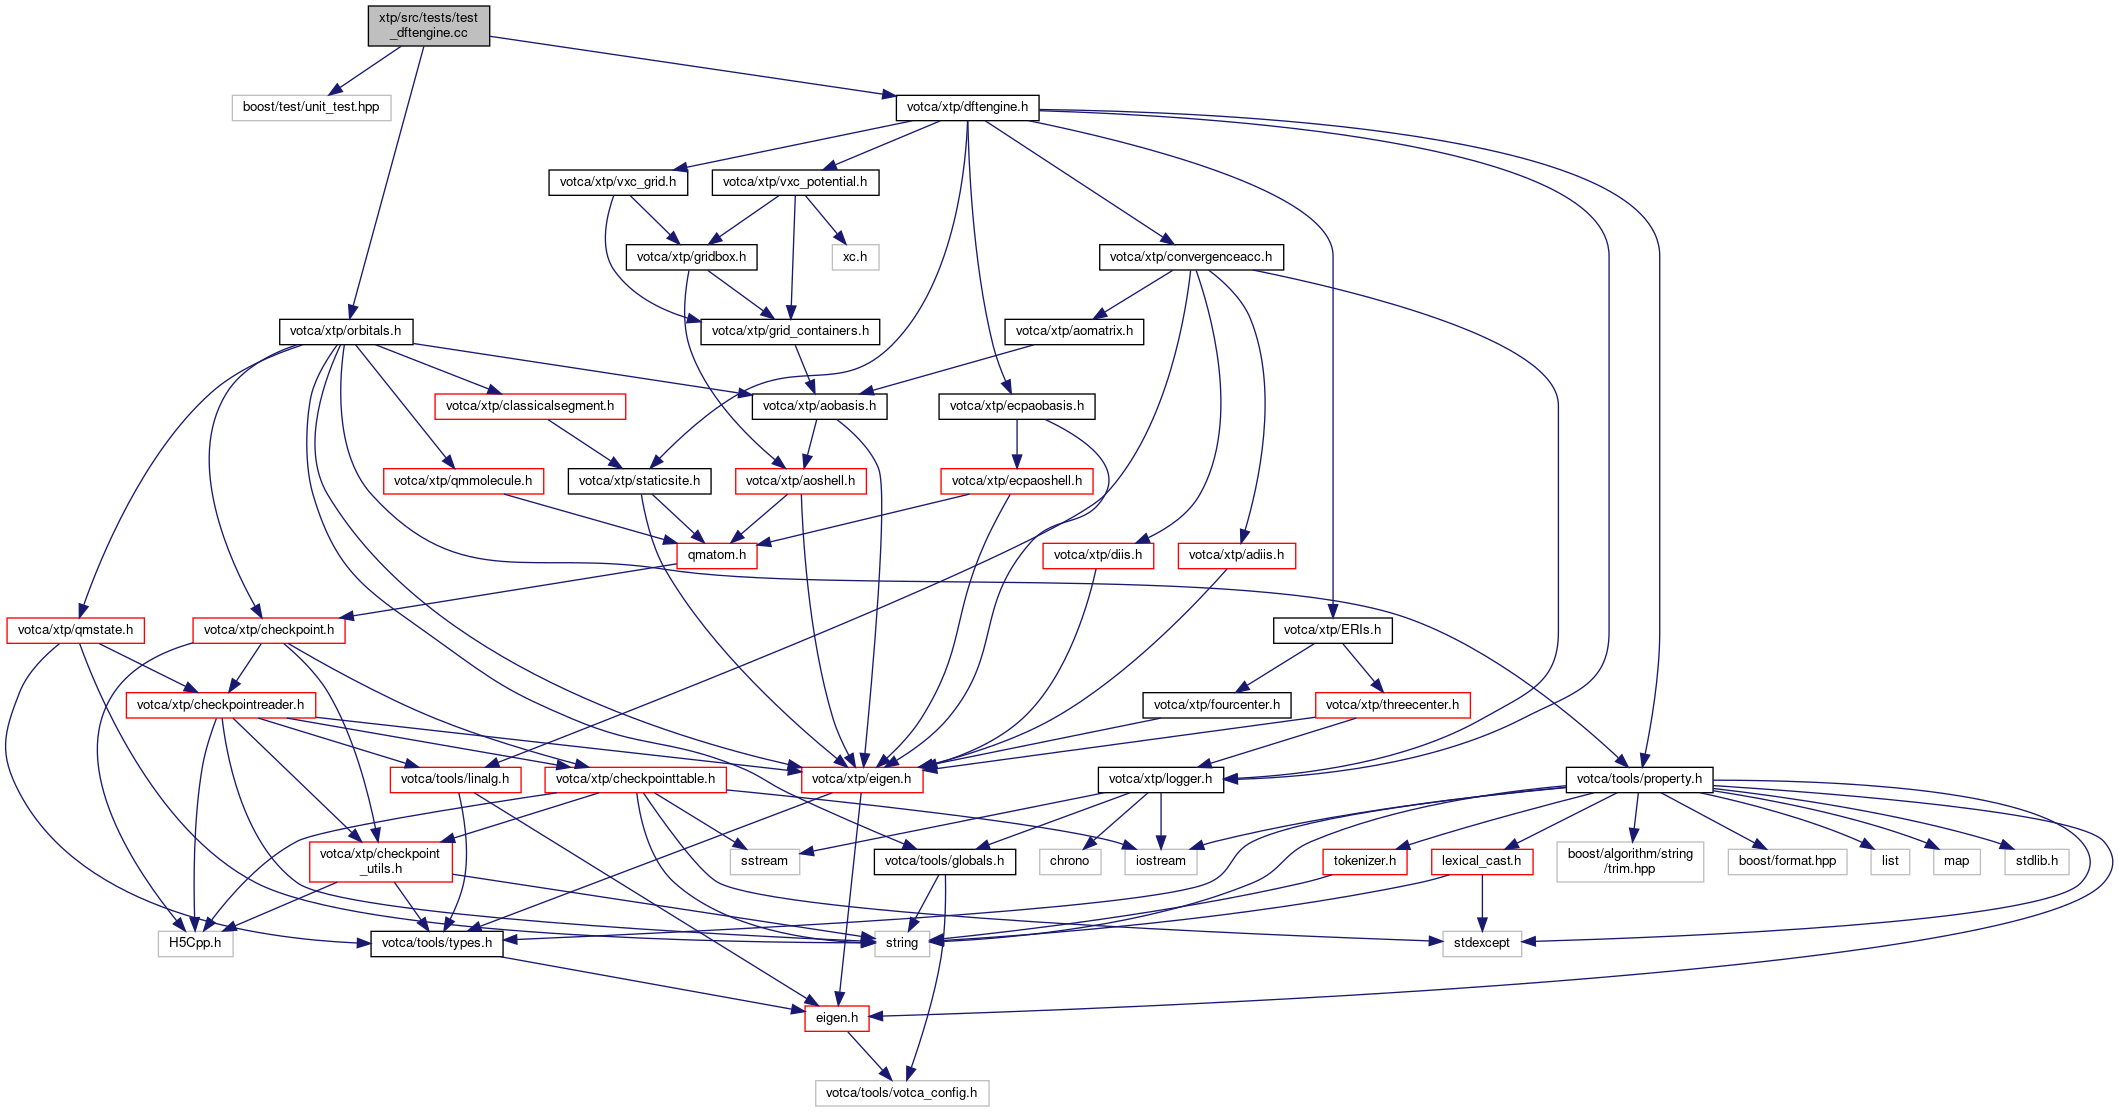 xtp/src/tests/test
_dftengine.cc
boost/test/unit_test.hpp
votca/xtp/dftengine.h
votca/xtp/vxc_grid.h
votca/xtp/vxc_potential.h
votca/xtp/gridbox.h
xc.h
votca/xtp/convergenceacc.h
votca/xtp/orbitals.h
votca/xtp/grid_containers.h
votca/xtp/aomatrix.h
votca/xtp/classicalsegment.h
votca/xtp/aobasis.h
votca/xtp/ecpaobasis.h
votca/xtp/qmmolecule.h
votca/xtp/staticsite.h
votca/xtp/aoshell.h
votca/xtp/ecpaoshell.h
qmatom.h
votca/xtp/diis.h
votca/xtp/adiis.h
votca/xtp/qmstate.h
votca/xtp/checkpoint.h
votca/xtp/ERIs.h
votca/xtp/checkpointreader.h
votca/xtp/fourcenter.h
votca/xtp/threecenter.h
votca/tools/linalg.h
votca/xtp/checkpointtable.h
votca/xtp/eigen.h
votca/xtp/logger.h
votca/tools/property.h
votca/xtp/checkpoint
_utils.h
sstream
votca/tools/globals.h
chrono
iostream
tokenizer.h
lexical_cast.h
boost/algorithm/string
/trim.hpp
boost/format.hpp
list
map
stdlib.h
H5Cpp.h
votca/tools/types.h
string
stdexcept
eigen.h
votca/tools/votca_config.h